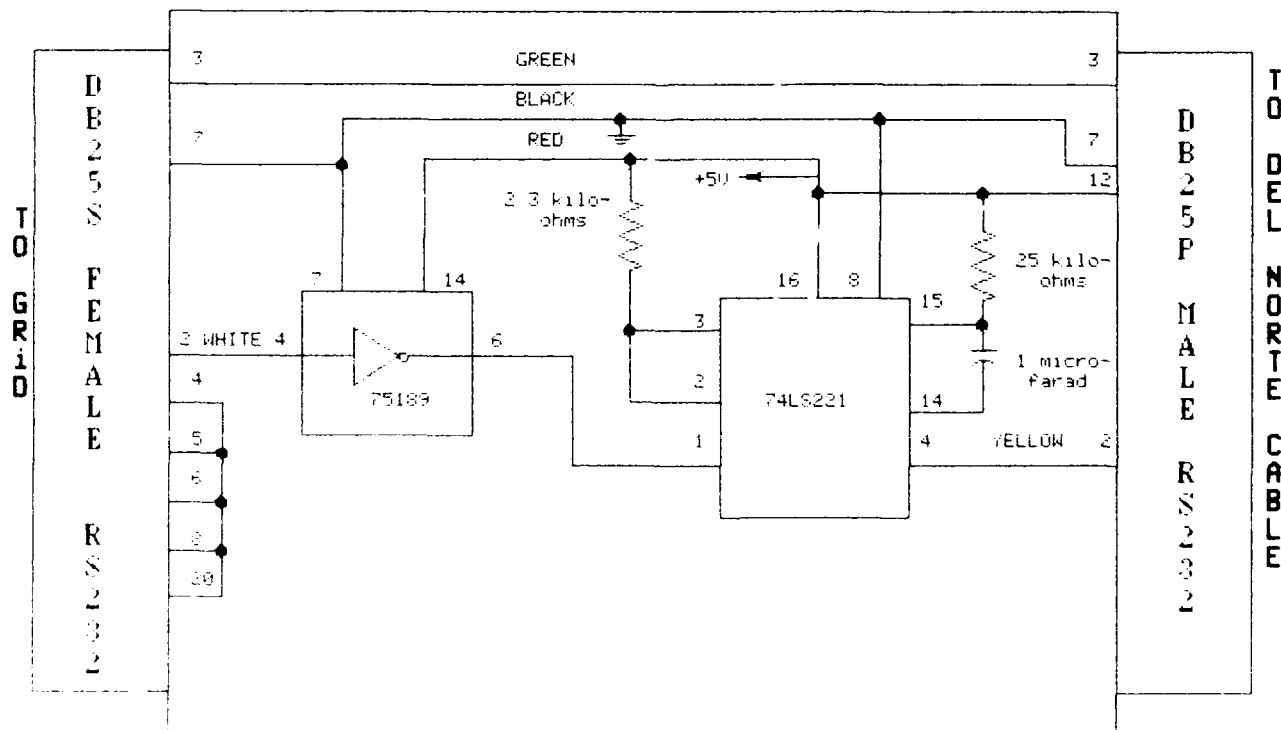 TO GRiD
DB25S FEMALE RS232
3 GREEN 3
BLACK
7 7
RED
+5V
12
2 3 kilo-
ohms
25 kilo-
ohms
7 14
16 8
15
3
2 WHITE 4
6
75189
2
74LS221
1 micro-
farad
14
4
5
1
4 YELLOW 2
6
8
20
DB25P MALE RS232
TO DEL NORTE CABLE